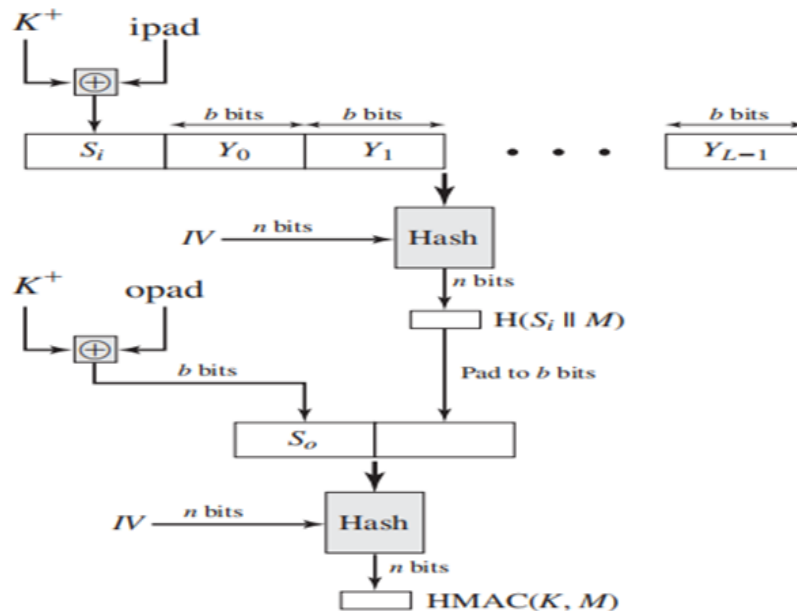 K⁺ ipad
⊕
b bits b bits b bits
Sᵢ Y₀ Y₁ • • • Y_{L−1}
IV n bits Hash
n bits
K⁺ opad
H(Sᵢ ∥ M)
⊕
b bits Pad to b bits
Sₒ
IV n bits Hash
n bits
HMAC(K, M)